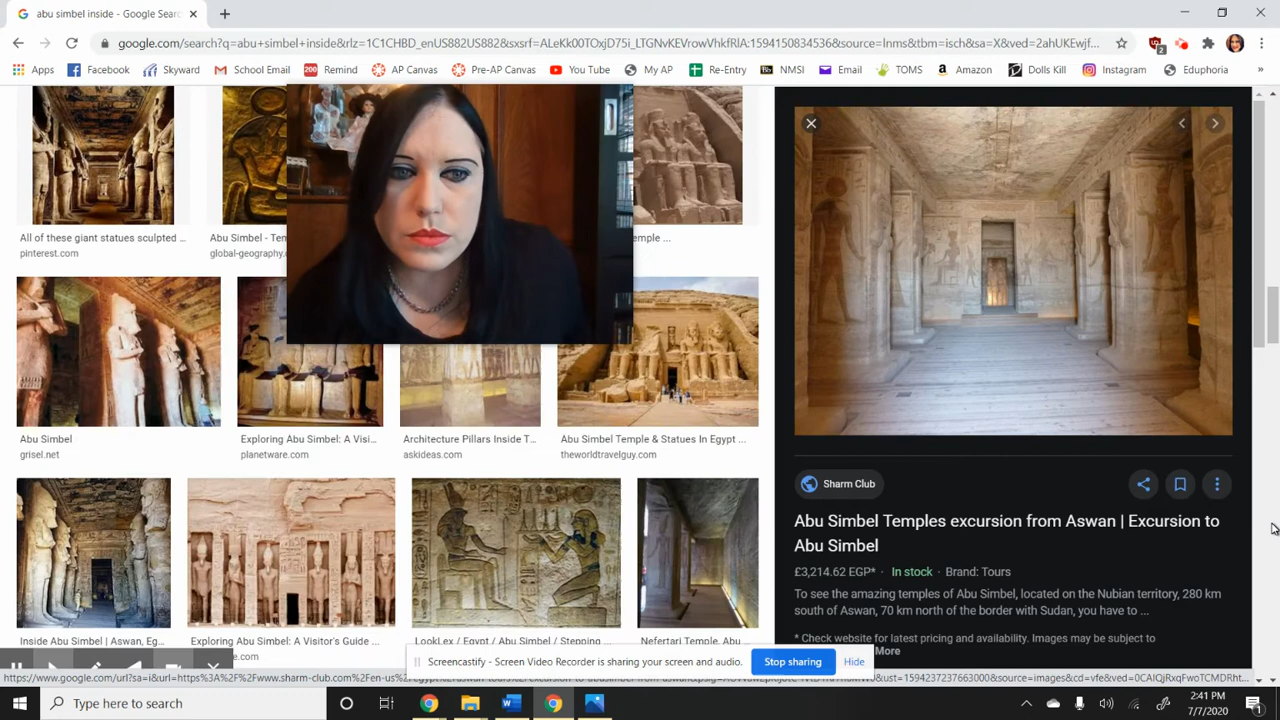 abu simbel inside - Google Searc
google.com/search?q=abu+simbel+inside&rlz=1C1CHBD_enUS882US882&sxsrf=ALeKk00TOxjD75i_LTGNvKEVrowVhkfRlA:1594150834536&source=lnms&tbm=isch&sa=X&ved=2ahUKEwjf...
Apps Facebook Skyward School Email 200 Remind AP Canvas Pre-AP Canvas You Tube My AP Re-Entry NMSI Email TOMS Amazon Dolls Kill Instagram Eduphoria »
All of these giant statues sculpted ...
pinterest.com
Abu Simbel - Ten
global-geography.
emple ...
Abu Simbel
grisel.net
Exploring Abu Simbel: A Visi...
planetware.com
Architecture Pillars Inside T...
askideas.com
Abu Simbel Temple & Statues In Egypt ...
theworldtravelguy.com
Inside Abu Simbel | Aswan, Eg...
Exploring Abu Simbel: A Visitor's Guide ...
e.com
LookLex / Egypt / Abu Simbel / Stepping ...
Nefertari Temple, Abu
Sharm Club
Abu Simbel Temples excursion from Aswan | Excursion to
Abu Simbel
£3,214.62 EGP* · In stock · Brand: Tours
To see the amazing temples of Abu Simbel, located on the Nubian territory, 280 km
south of Aswan, 70 km north of the border with Sudan, you have to ...
* Check website for latest pricing and availability. Images may be subject to
More
Screencastify - Screen Video Recorder is sharing your screen and audio.
Stop sharing
Hide
Type here to search
2:41 PM
7/7/2020